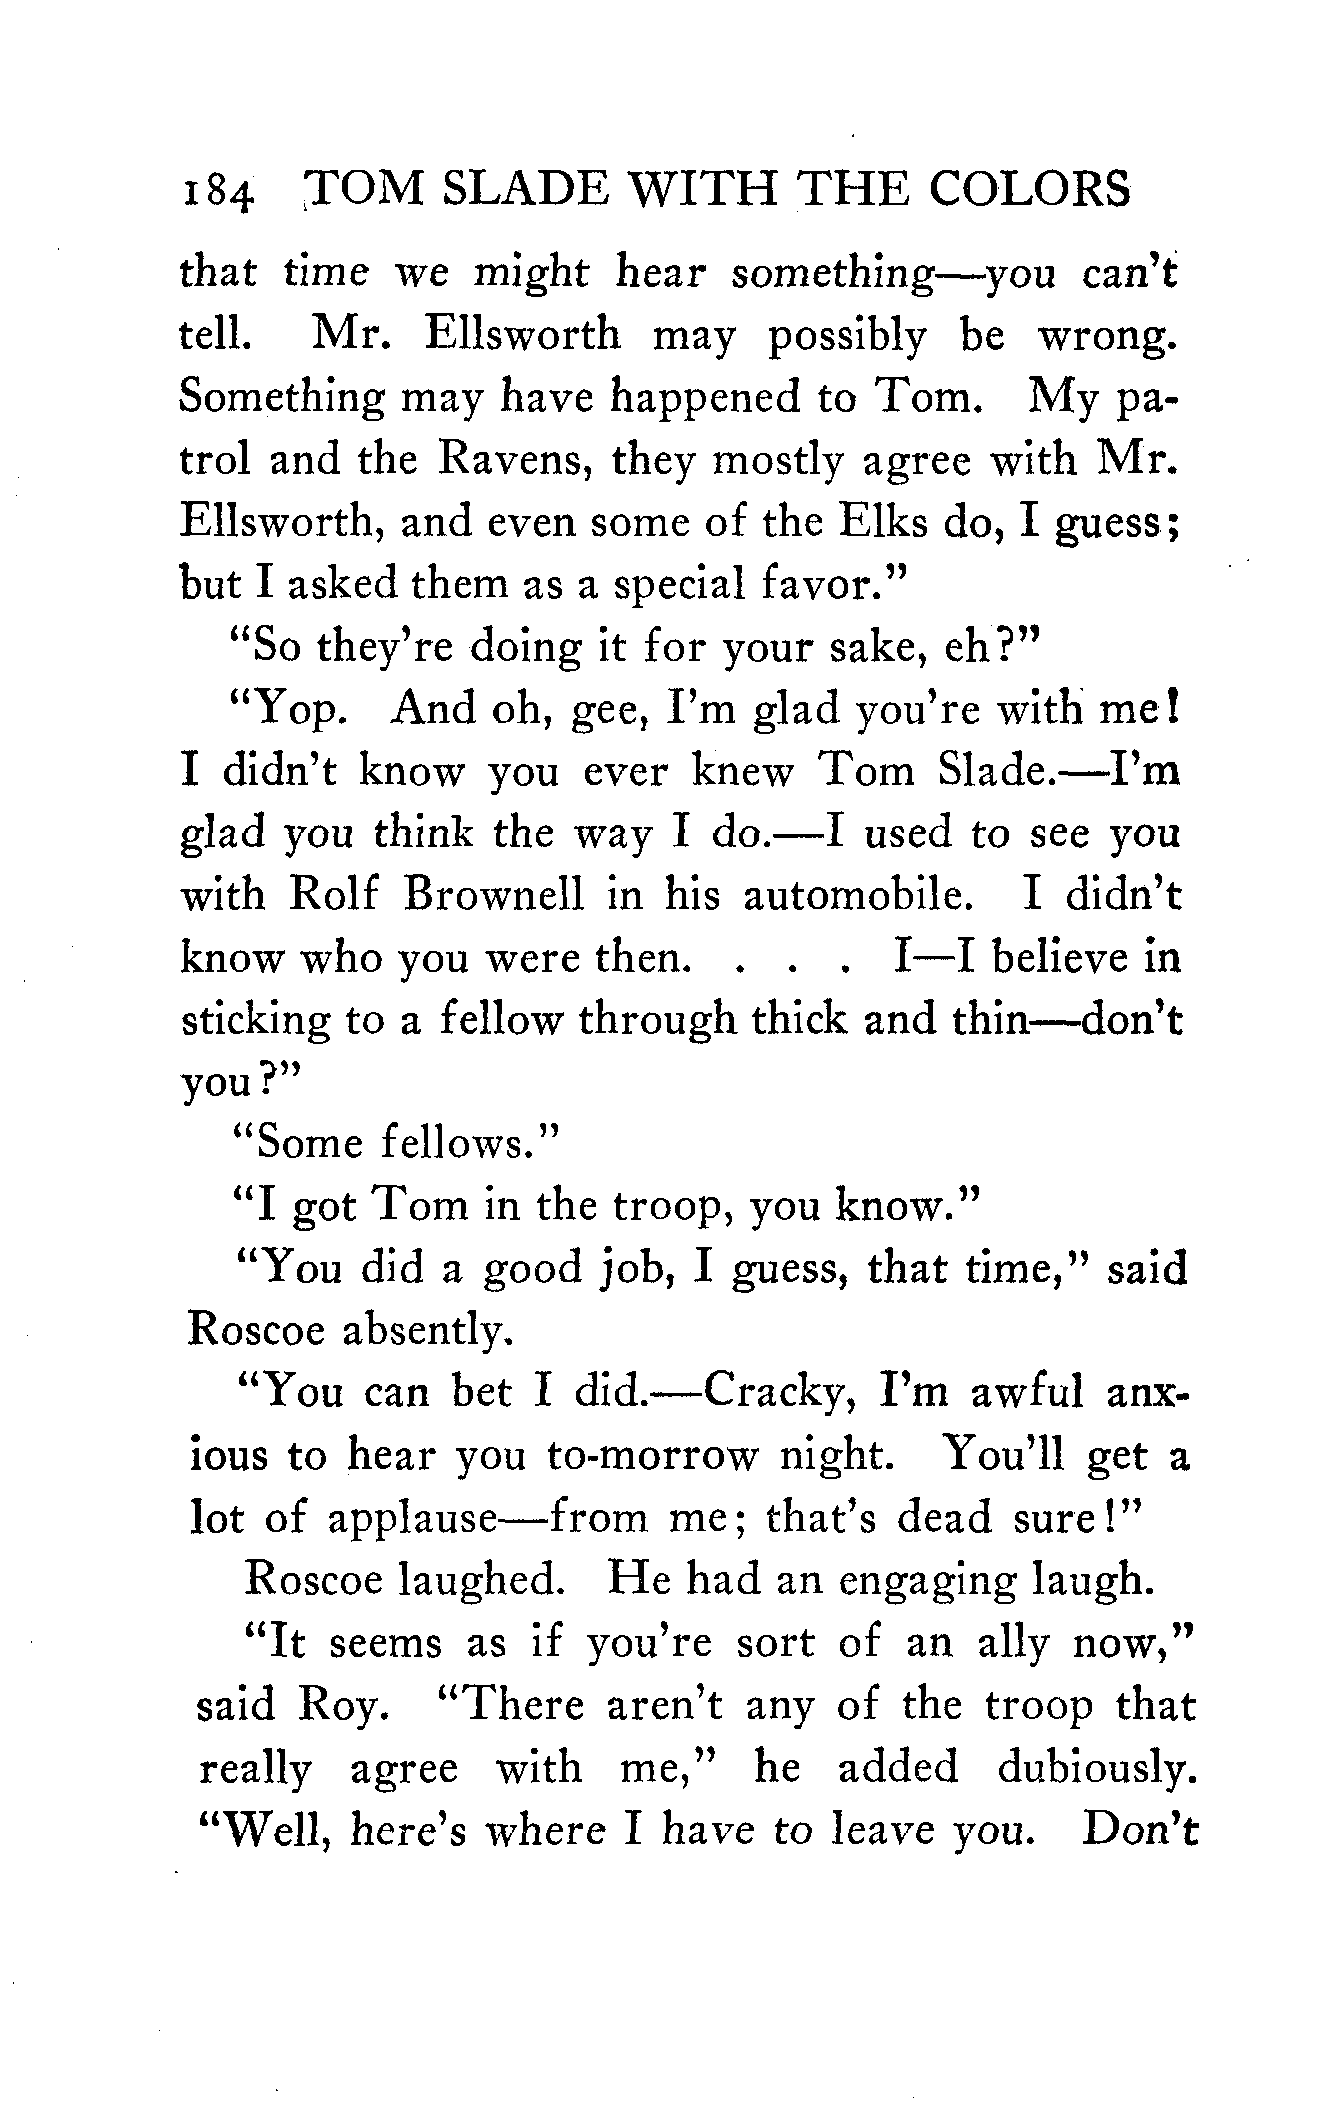 184 TOM SLADE WITH THE COLORS
that time we might hear something—you can't
tell. Mr. Ellsworth may possibly be wrong.
Something may have happened to Tom. My pa-
trol and the Ravens, they mostly agree with Mr.
Ellsworth, and even some of the Elks do, I guess;
but I asked them as a special favor."
"So they're doing it for your sake, eh?"
"Yop. And oh, gee, I'm glad you're with me!
I didn't know you ever knew Tom Slade.—I'm
glad you think the way I do.—I used to see you
with Rolf Brownell in his automobile. I didn't
know who you were then. . . . I—I believe in
sticking to a fellow through thick and thin—don't
you?"
"Some fellows."
"I got Tom in the troop, you know."
"You did a good job, I guess, that time," said
Roscoe absently.
"You can bet I did.—Cracky, I'm awful anx-
ious to hear you to-morrow night. You'll get a
lot of applause—from me; that's dead sure!"
Roscoe laughed. He had an engaging laugh.
"It seems as if you're sort of an ally now,"
said Roy. "There aren't any of the troop that
really agree with me," he added dubiously.
"Well, here's where I have to leave you. Don't